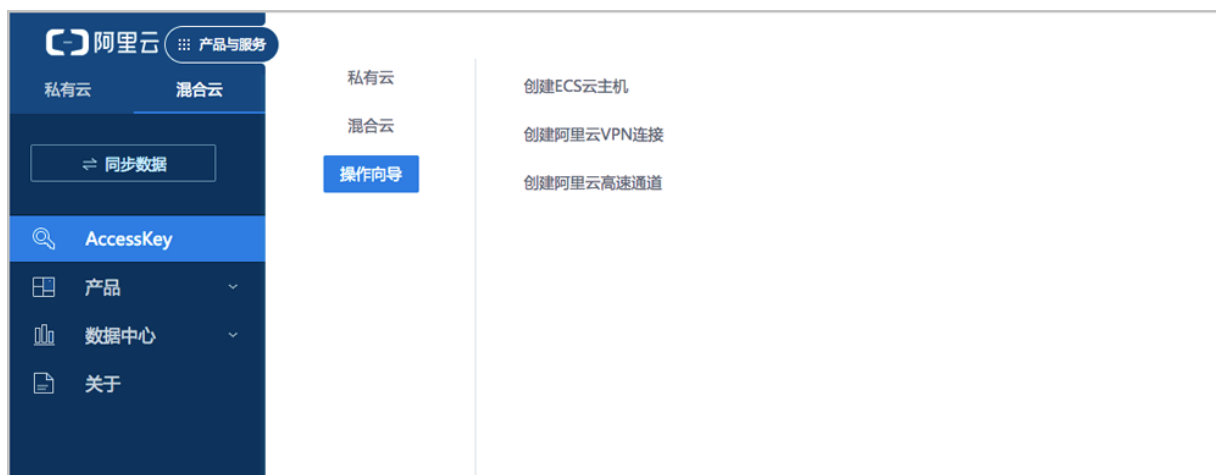 阿里云
产品与服务
私有云 混合云
同步数据
AccessKey
产品
数据中心
关于
私有云
混合云
操作向导
创建ECS云主机
创建阿里云VPN连接
创建阿里云高速通道